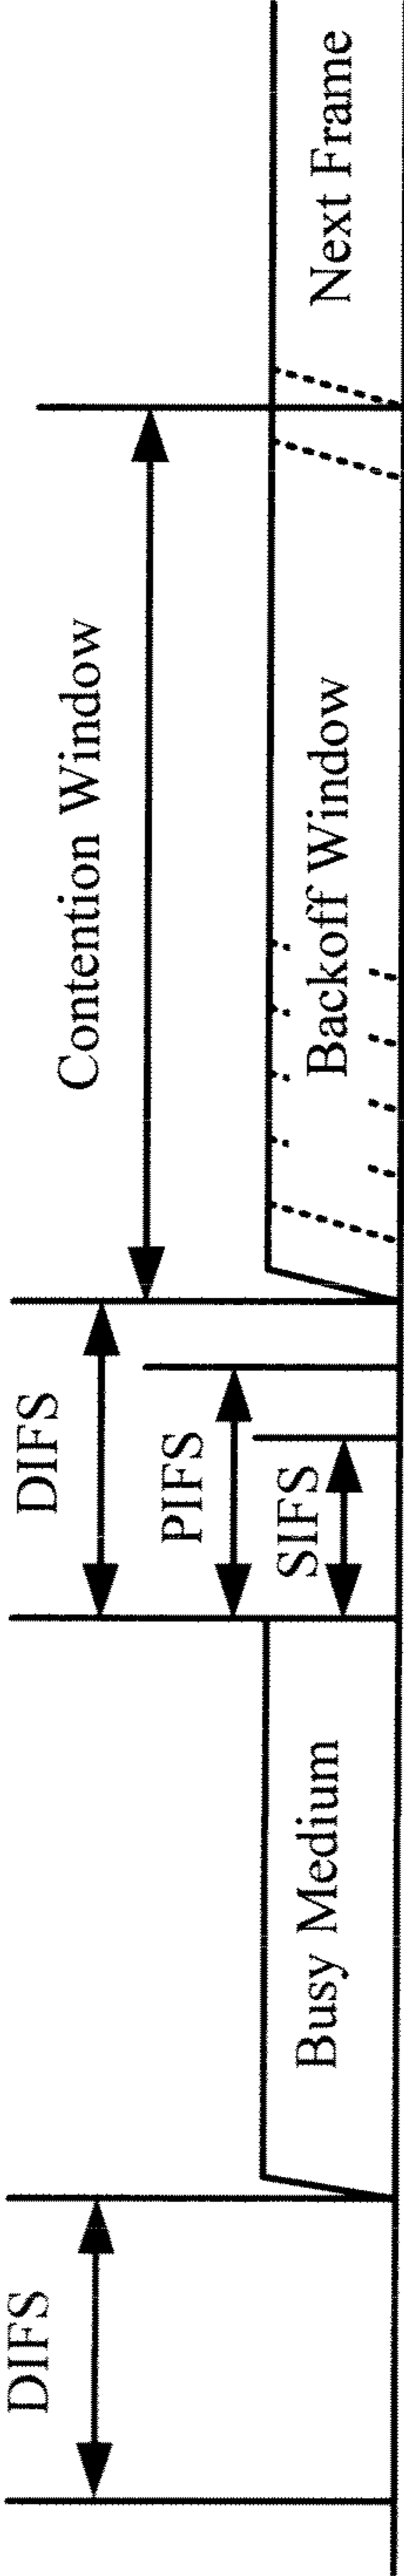 DIFS
DIFS
Contention Window
PIFS
SIFS
Busy Medium
Backoff Window
Next Frame